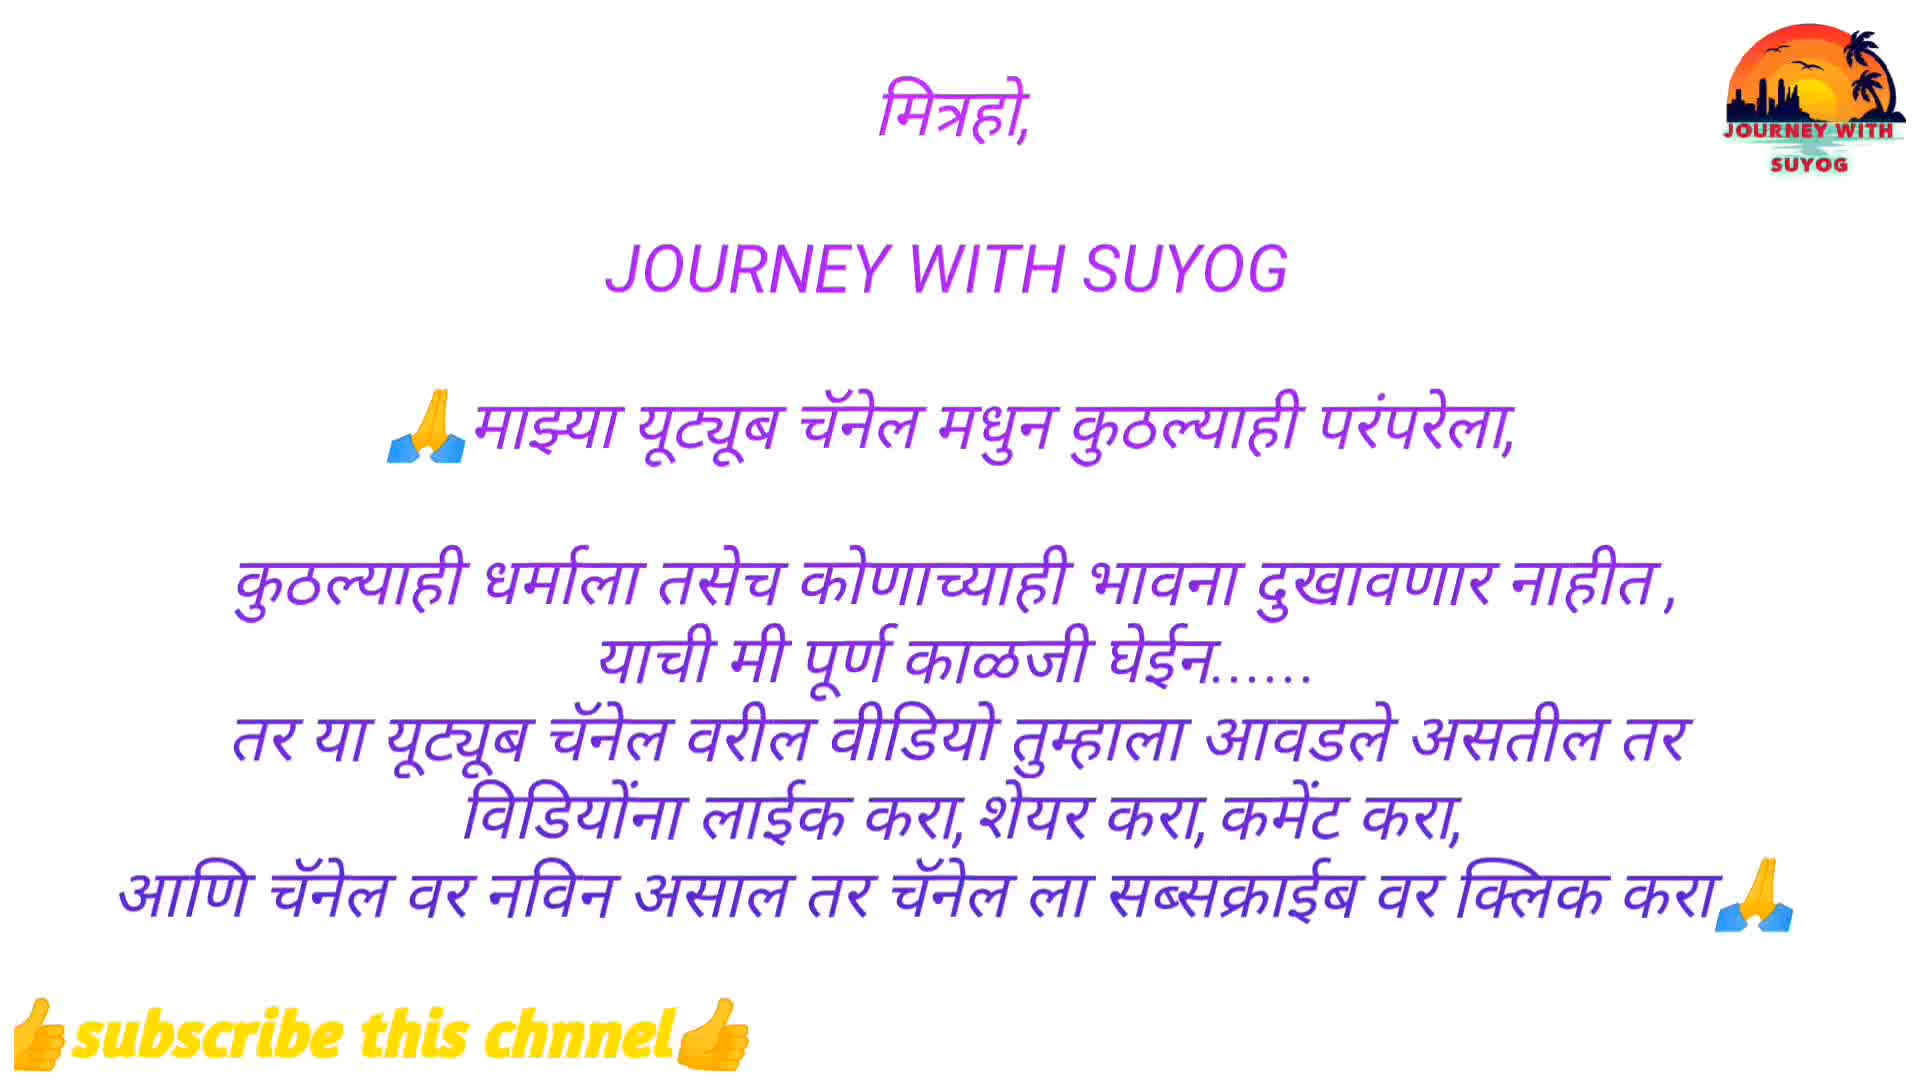 मित्रहो,
JOURNEY WITH
SUYOG
JOURNEY WITH SUYOG
🙏माझ्या यूट्यूब चॅनेल मधुन कुठल्याही परंपरेला,
कुठल्याही धर्माला तसेच कोणाच्याही भावना दुखावणार नाहीत ,
याची मी पूर्ण काळजी घेईन......
तर या यूट्यूब चॅनेल वरील वीडियो तुम्हाला आवडले असतील तर
विडियोंना लाईक करा, शेयर करा, कमेंट करा,
आणि चॅनेल वर नविन असाल तर चॅनेल ला सब्सक्राईब वर क्लिक करा🙏
👍subscribe this chnnel👍